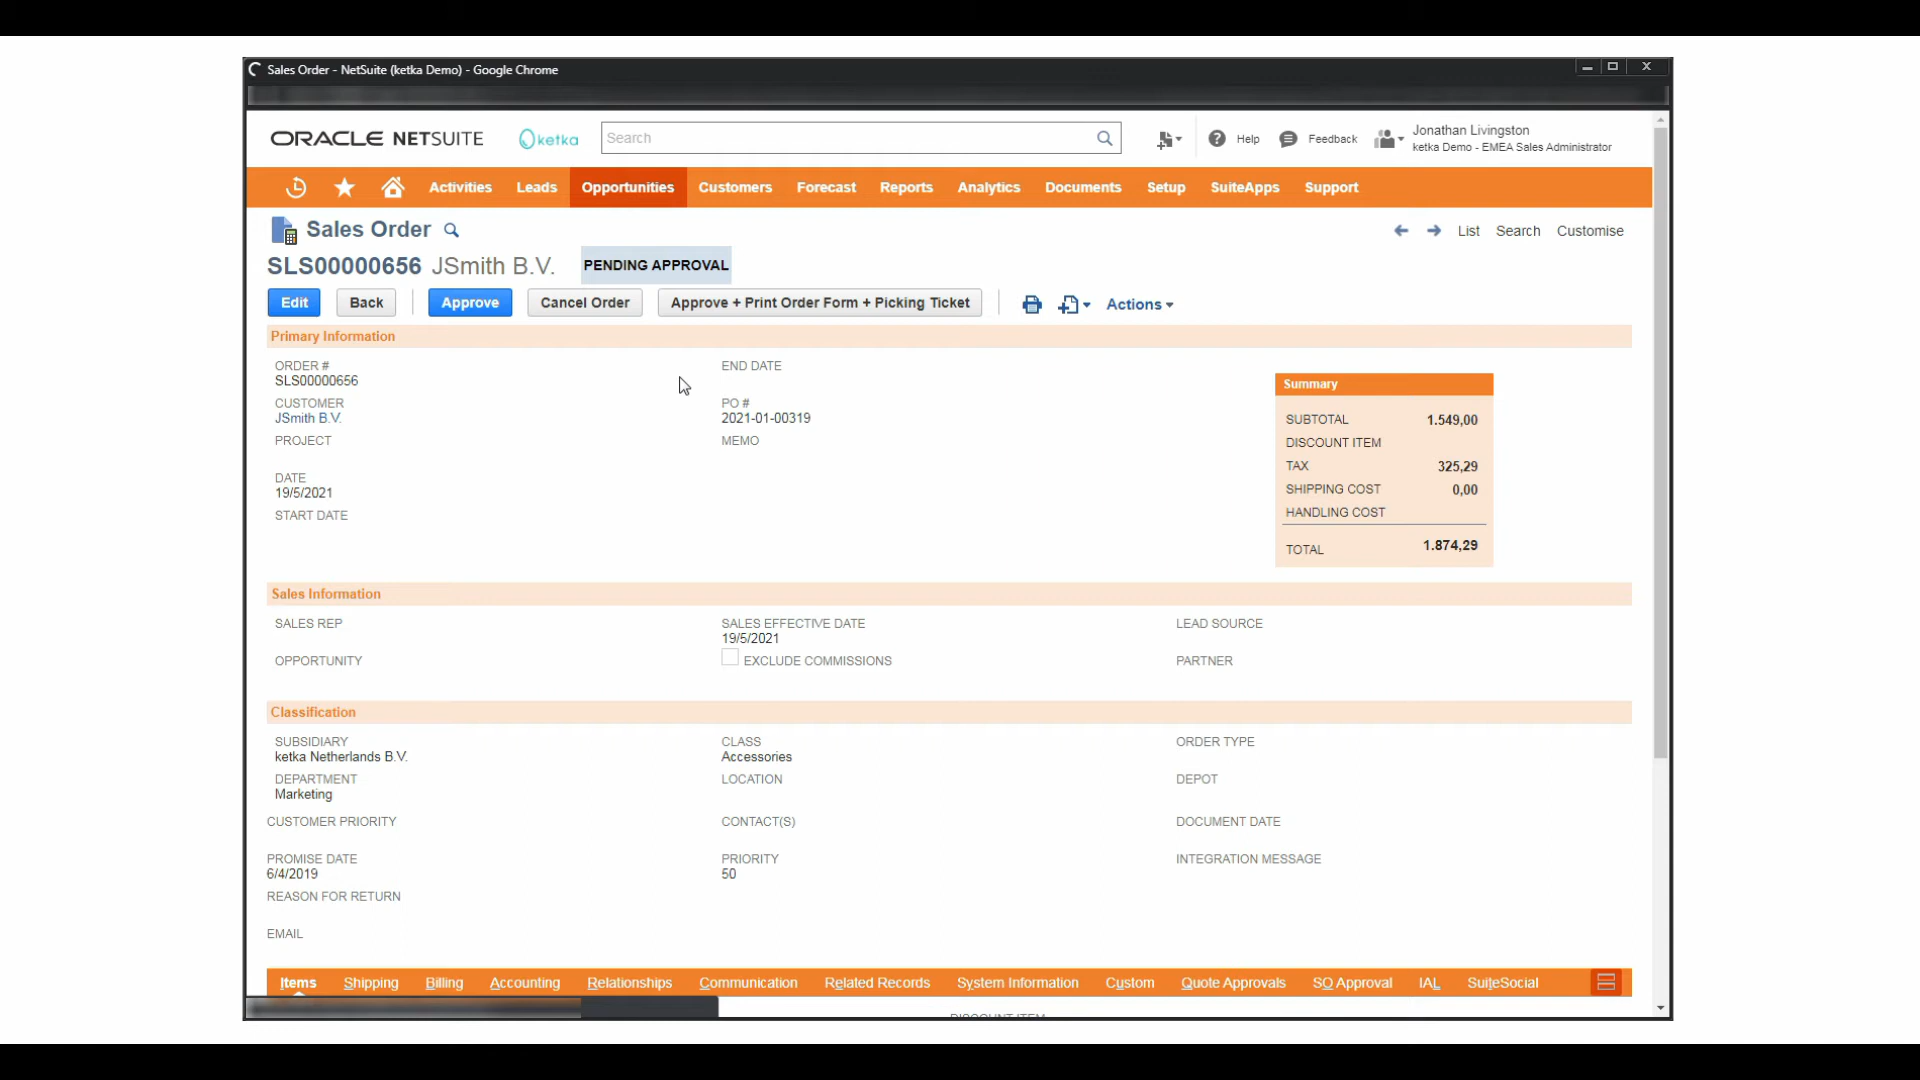 Sales Order - NetSuite (ketka Demo) - Google Chrome
ORACLE NETSUITE ketka Search Help Feedback Jonathan Livingston
ketka Demo - EMEA Sales Administrator
Activities Leads Opportunities Customers Forecast Reports Analytics Documents Setup SuiteApps Support
Sales Order List Search Customise
SLS00000656 JSmith B.V. PENDING APPROVAL
Edit Back Approve Cancel Order Approve + Print Order Form + Picking Ticket Actions
Primary Information
ORDER #
SLS00000656
CUSTOMER
JSmith B.V.
PROJECT
DATE
19/5/2021
START DATE
END DATE
PO #
2021-01-00319
MEMO
Summary
SUBTOTAL 1.549,00
DISCOUNT ITEM
TAX 325,29
SHIPPING COST 0,00
HANDLING COST
TOTAL 1.874,29
Sales Information
SALES REP
OPPORTUNITY
SALES EFFECTIVE DATE
19/5/2021
EXCLUDE COMMISSIONS
LEAD SOURCE
PARTNER
Classification
SUBSIDIARY
ketka Netherlands B.V.
DEPARTMENT
Marketing
CUSTOMER PRIORITY
PROMISE DATE
6/4/2019
REASON FOR RETURN
EMAIL
CLASS
Accessories
LOCATION
CONTACT(S)
PRIORITY
50
ORDER TYPE
DEPOT
DOCUMENT DATE
INTEGRATION MESSAGE
Items Shipping Billing Accounting Relationships Communication Related Records System Information Custom Quote Approvals SO Approval IAL SuiteSocial
DISCOUNT ITEM